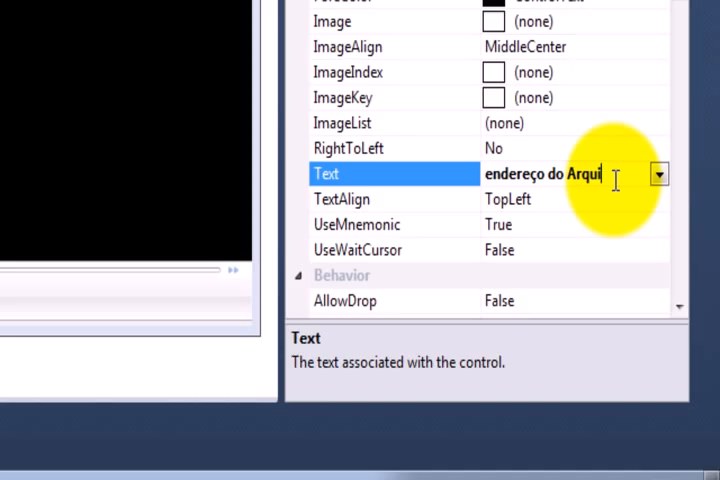 Image (none)
ImageAlign MiddleCenter
ImageIndex (none)
ImageKey (none)
ImageList (none)
RightToLeft No
Text endereço do Arqui
TextAlign TopLeft
UseMnemonic True
UseWaitCursor False
Behavior
AllowDrop False
Text
The text associated with the control.